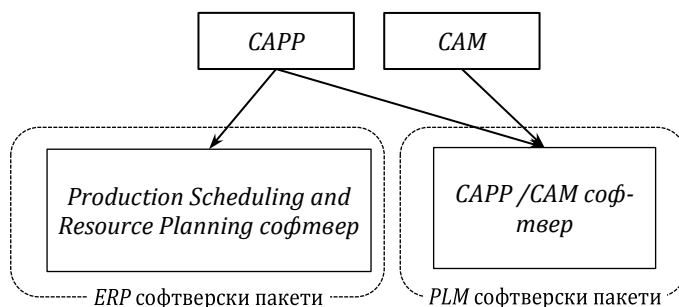 CAPP
CAM
Production Scheduling and
Resource Planning софтвер
CAPP /CAM соф-
твер
ERP софтверски пакети
PLM софтверски пакети